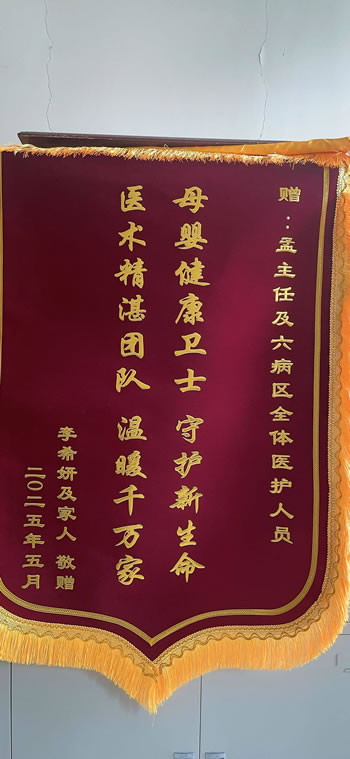 赠：孟主任及六病区全体医护人员
母婴健康卫士 守护新生命
医术精湛团队 温暖千万家
李希妍及家人 敬赠
二〇二五年五月